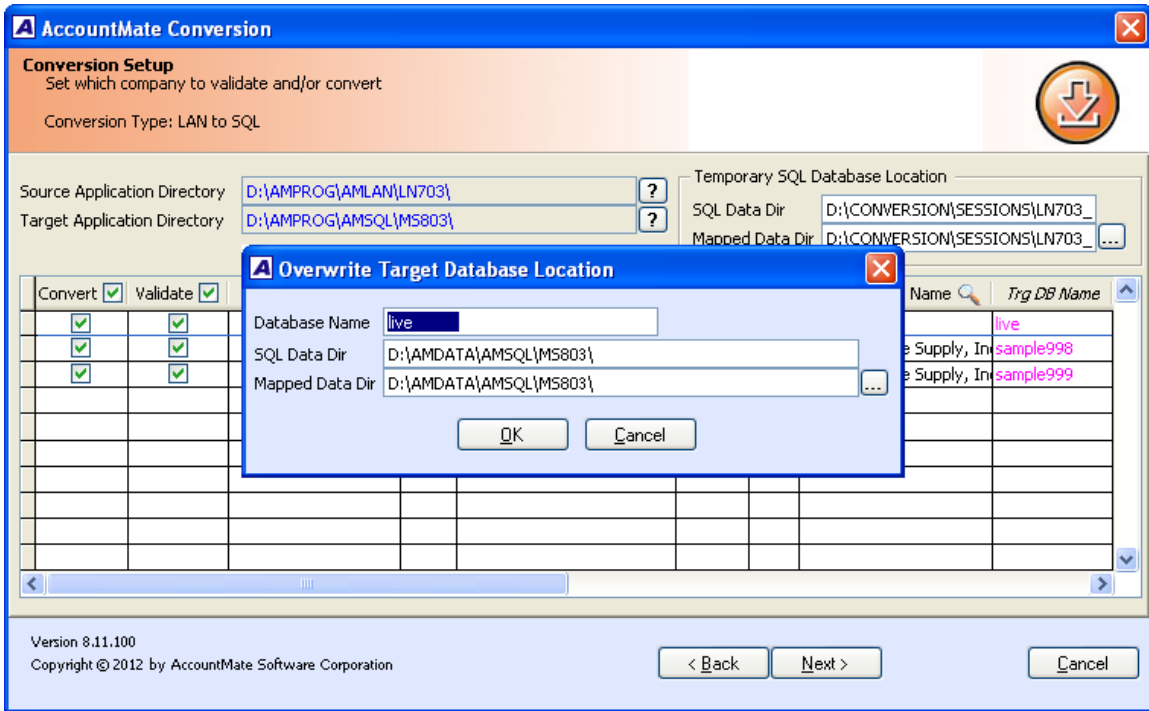 AccountMate Conversion
Conversion Setup
Set which company to validate and/or convert
Conversion Type: LAN to SQL
Source Application Directory D:\AMPROG\AMLAN\LN703\ ?
Target Application Directory D:\AMPROG\AMSQL\MS803\ ?
Temporary SQL Database Location
SQL Data Dir D:\CONVERSION\SESSIONS\LN703_
Mapped Data Dir D:\CONVERSION\SESSIONS\LN703_ ...
Overwrite Target Database Location
Database Name live
SQL Data Dir D:\AMDATA\AMSQL\MS803\
Mapped Data Dir D:\AMDATA\AMSQL\MS803\ ...
OK Cancel
Convert Validate Name Trg DB Name
live
e Supply, In sample998
e Supply, In sample999
Version 8.11.100
Copyright © 2012 by AccountMate Software Corporation
< Back Next > Cancel